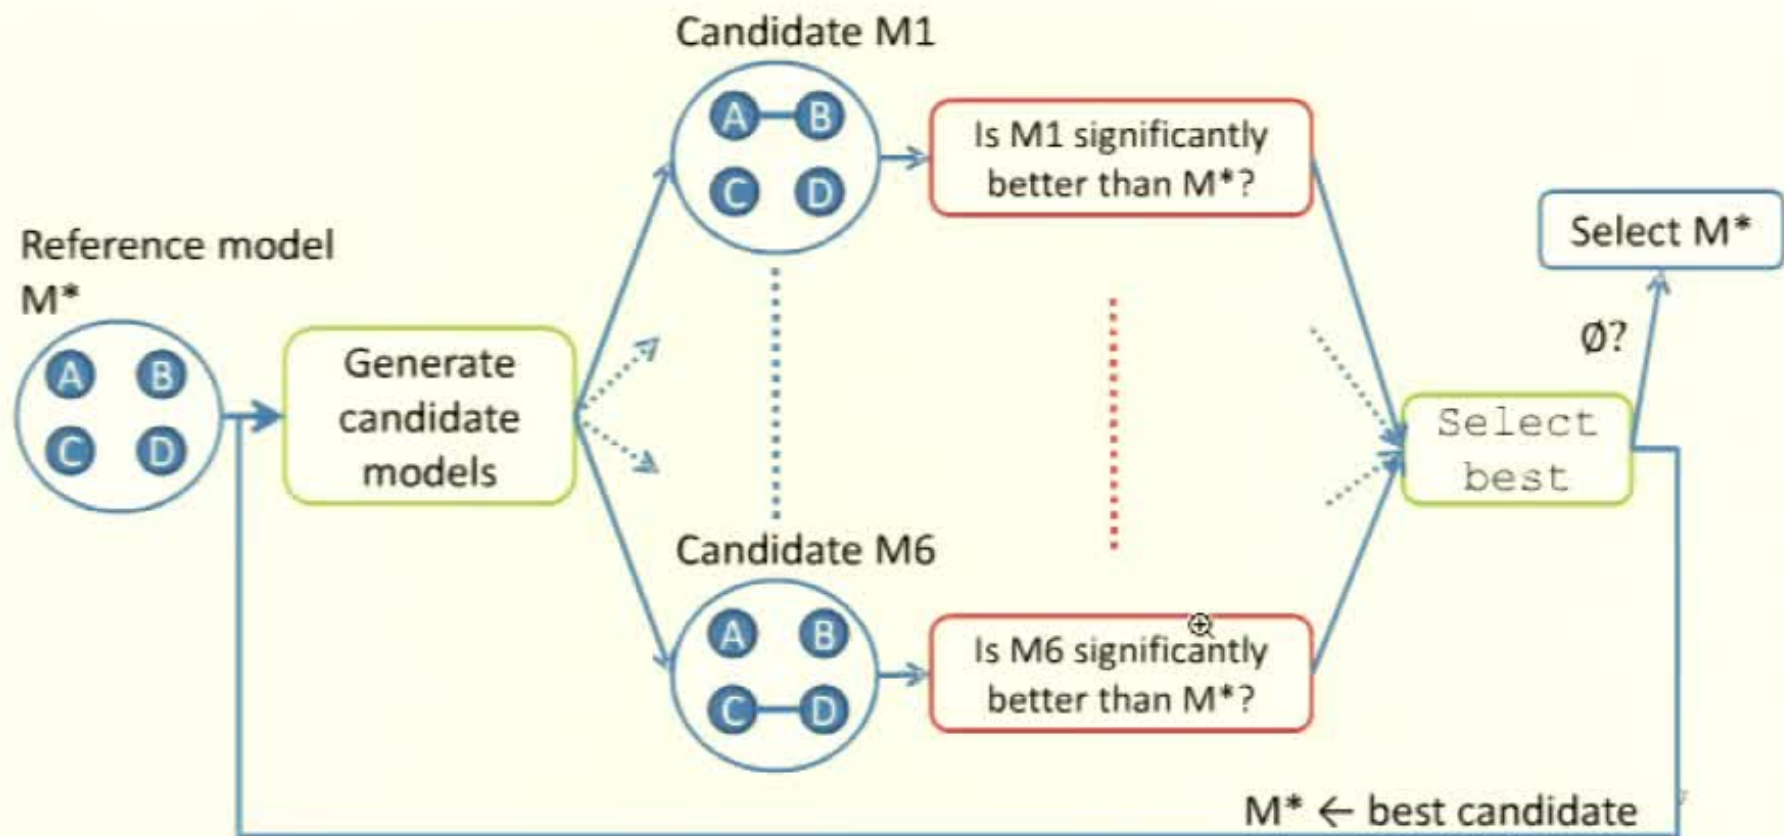 Candidate M1
A B
C D
Is M1 significantly
better than M*?
Reference model
M*
A B
C D
Generate
candidate
models
Select M*
Ø?
Select
best
Candidate M6
A B
C D
Is M6 significantly
better than M*?
M* ← best candidate